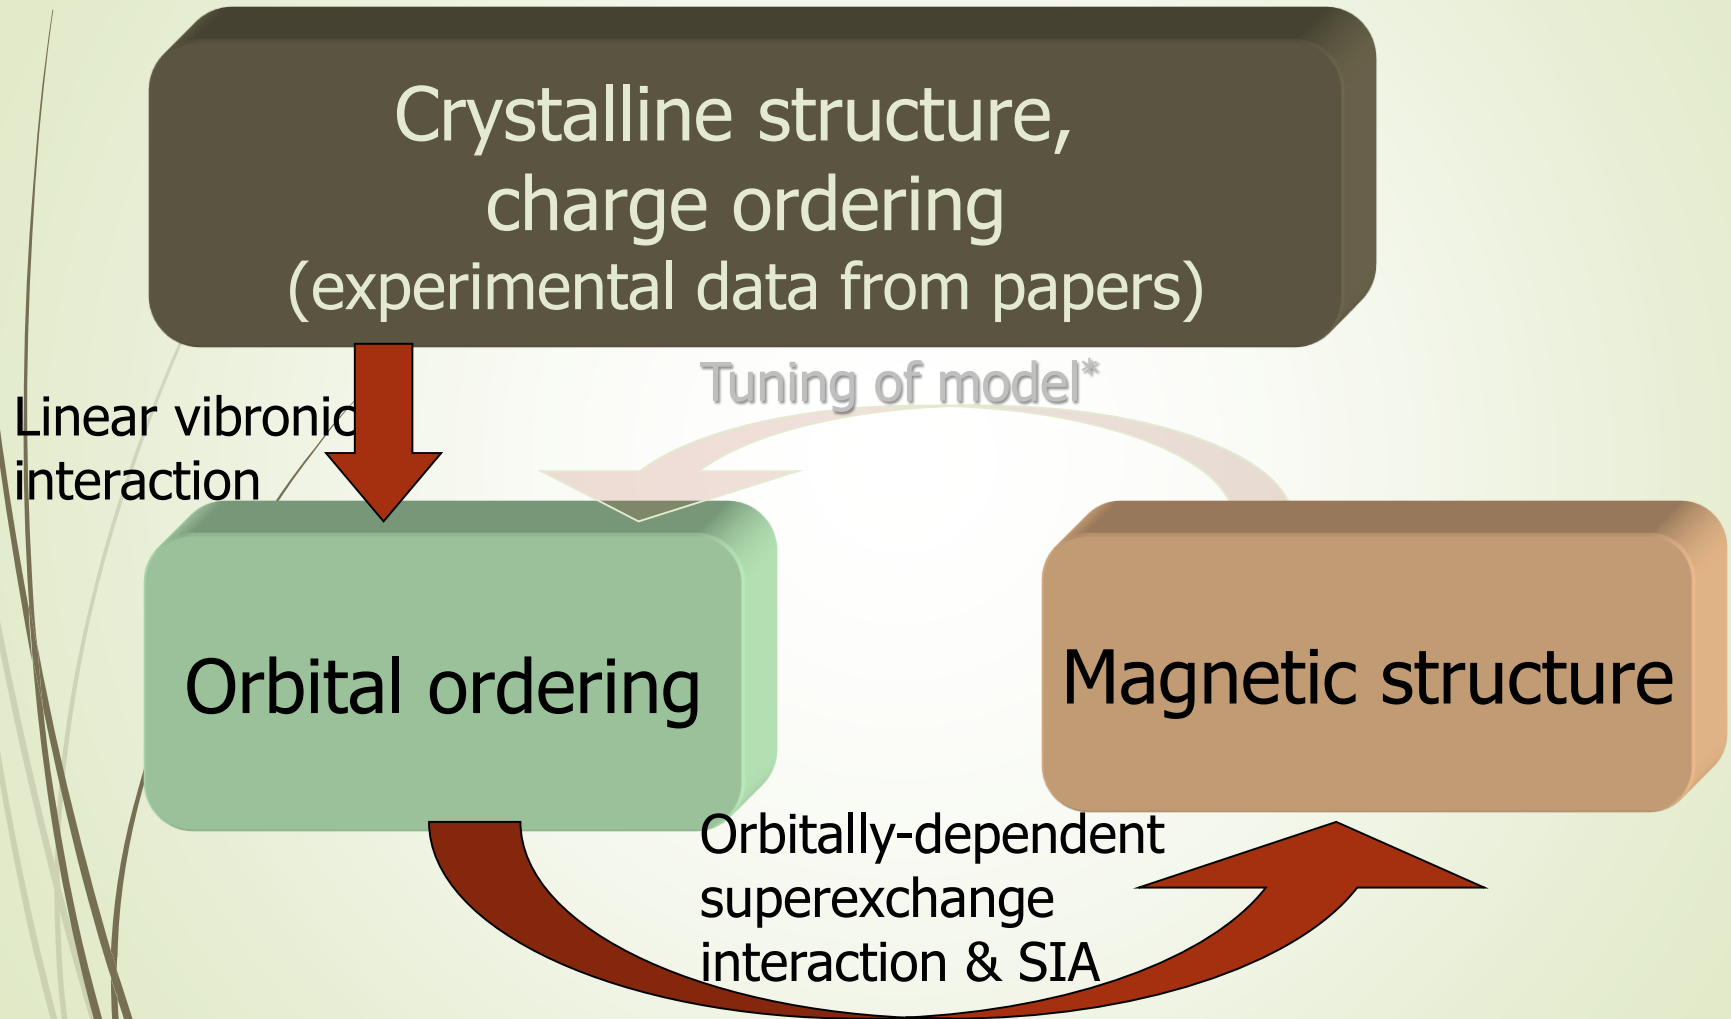 Crystalline structure,
charge ordering
(experimental data from papers)
Tuning of model*
Linear vibronic
interaction
Orbital ordering
Magnetic structure
Orbitally-dependent
superexchange
interaction & SIA